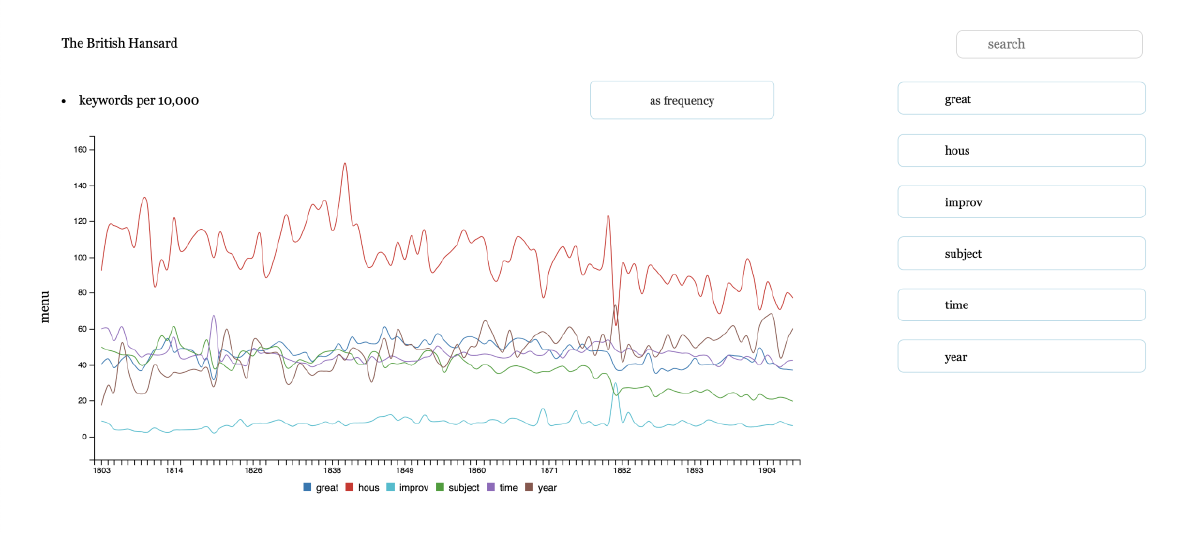 The British Hansard
search
keywords per 10,000
as frequency
great
hous
improv
subject
time
year
menu
160
140
120
100
80
60
40
20
0
1803 1814 1826 1838 1849 1860 1871 1882 1893 1904
great hous improv subject time year